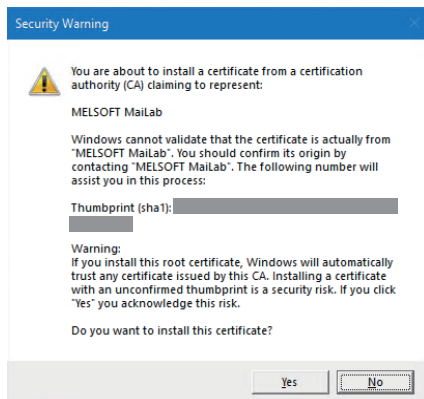 Security Warning
You are about to install a certificate from a certification
authority (CA) claiming to represent:
MELSOFT MaiLab
Windows cannot validate that the certificate is actually from
"MELSOFT MaiLab". You should confirm its origin by
contacting "MELSOFT MaiLab". The following number will
assist you in this process:
Thumbprint (sha1):
Warning:
If you install this root certificate, Windows will automatically
trust any certificate issued by this CA. Installing a certificate
with an unconfirmed thumbprint is a security risk. If you click
"Yes" you acknowledge this risk.
Do you want to install this certificate?
Yes
No